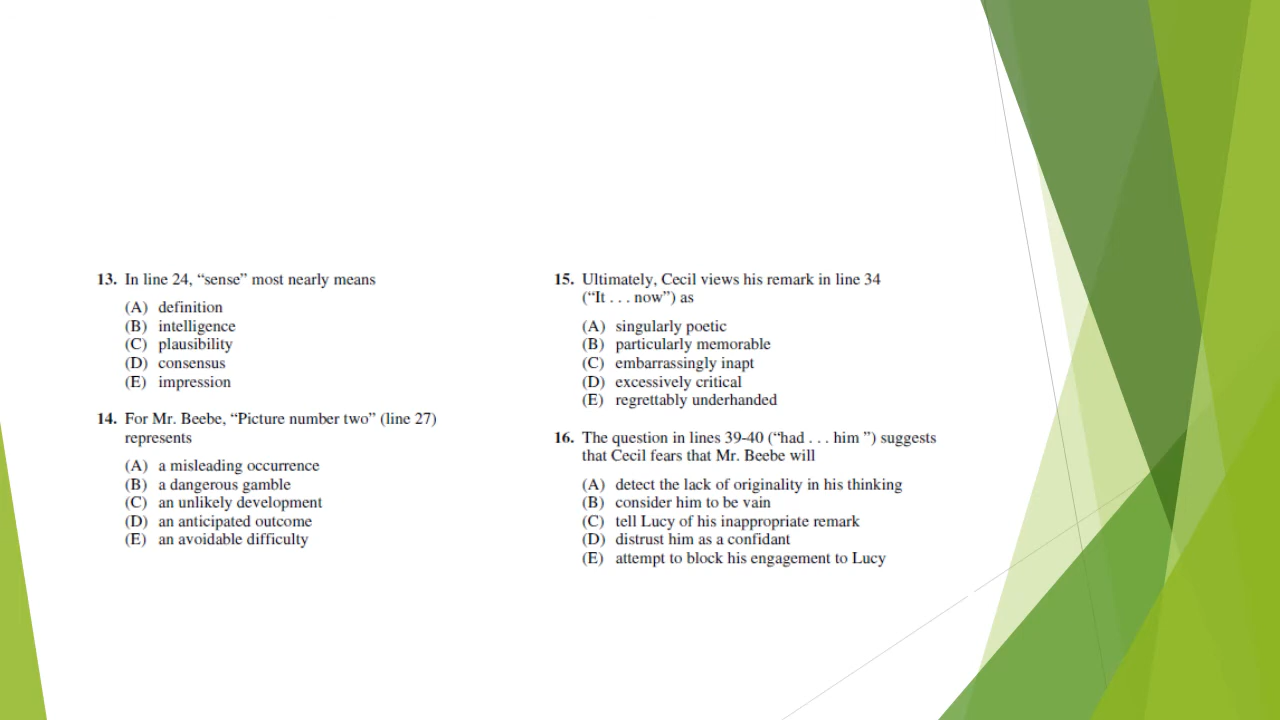 13. In line 24, “sense” most nearly means
(A) definition
(B) intelligence
(C) plausibility
(D) consensus
(E) impression
14. For Mr. Beebe, “Picture number two” (line 27)
represents
(A) a misleading occurrence
(B) a dangerous gamble
(C) an unlikely development
(D) an anticipated outcome
(E) an avoidable difficulty
15. Ultimately, Cecil views his remark in line 34
(“It . . . now”) as
(A) singularly poetic
(B) particularly memorable
(C) embarrassingly inapt
(D) excessively critical
(E) regrettably underhanded
16. The question in lines 39-40 (“had . . . him ”) suggests
that Cecil fears that Mr. Beebe will
(A) detect the lack of originality in his thinking
(B) consider him to be vain
(C) tell Lucy of his inappropriate remark
(D) distrust him as a confidant
(E) attempt to block his engagement to Lucy